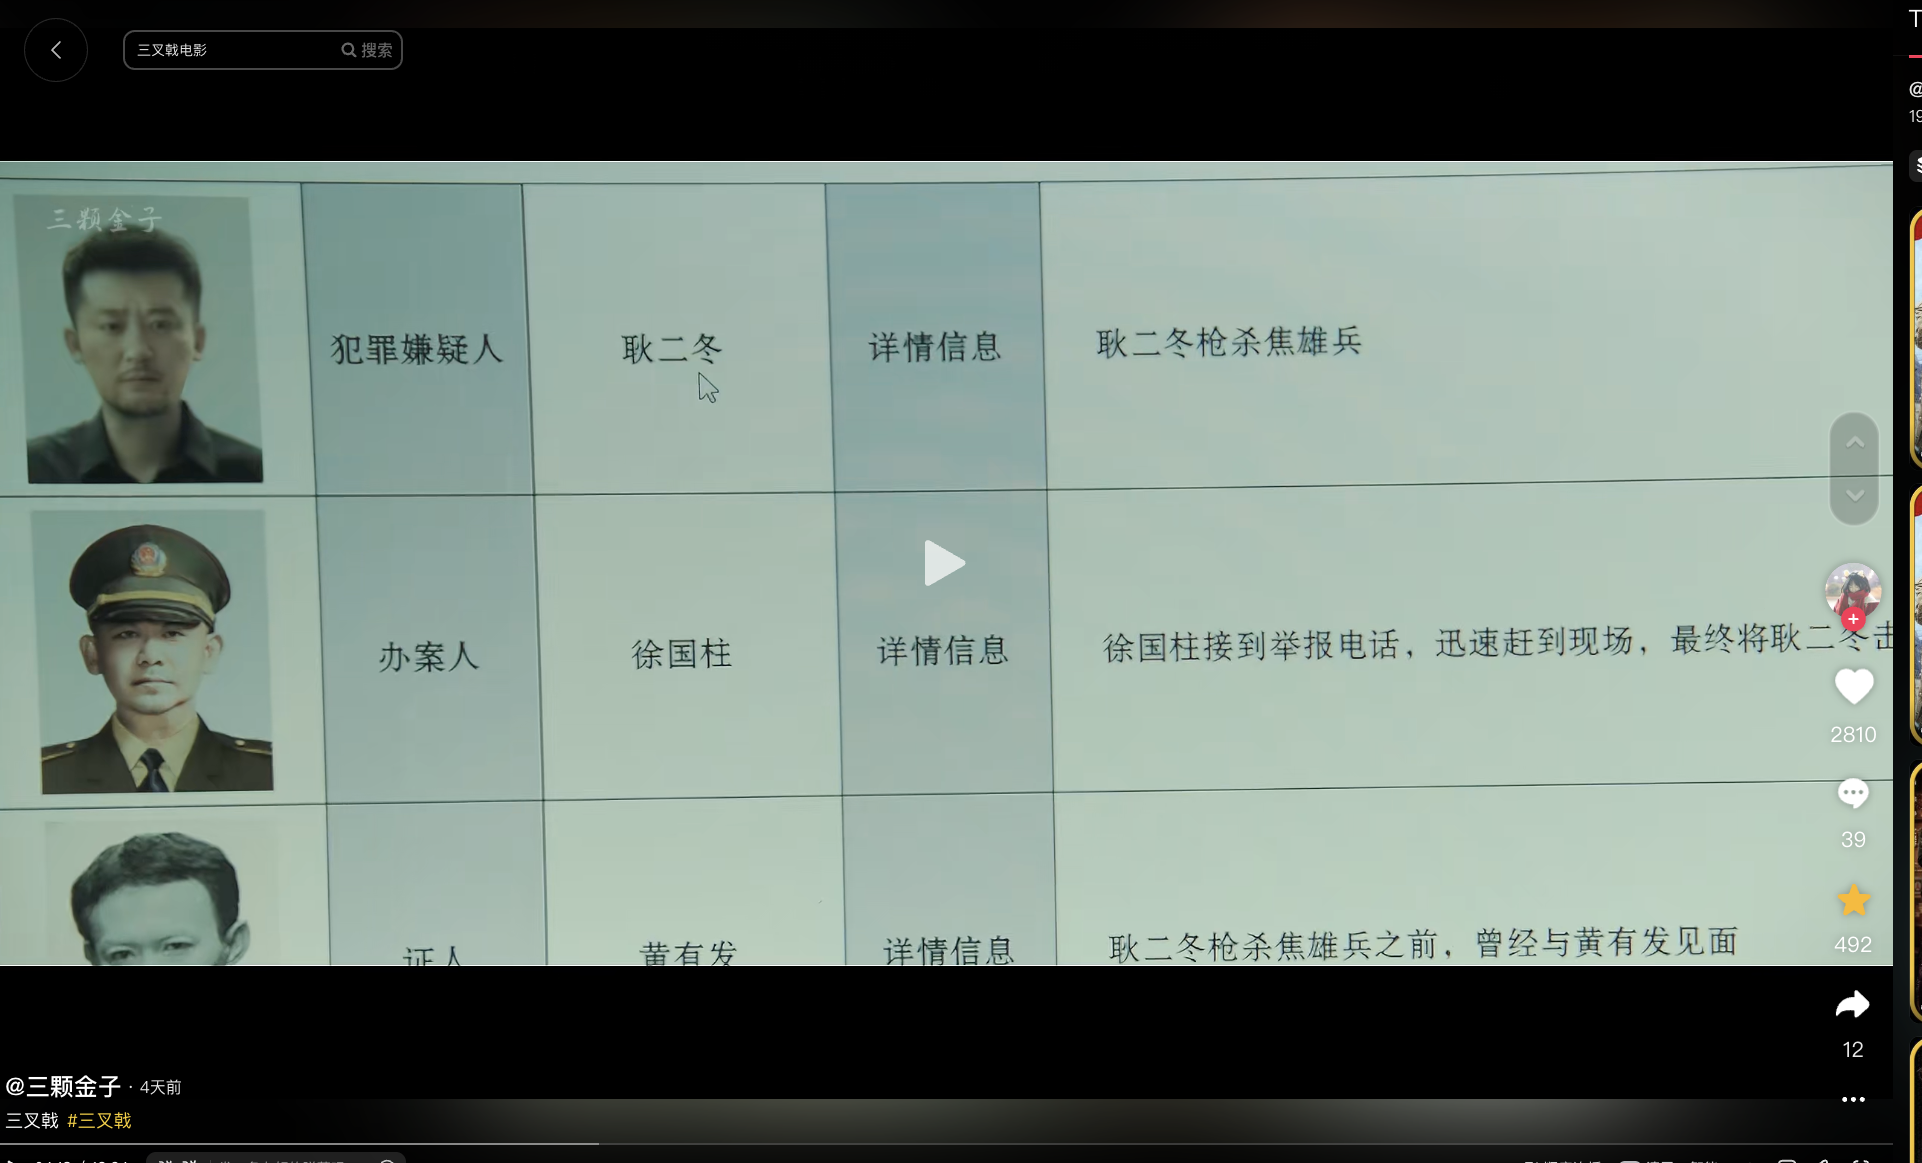 三叉戟电影 搜索
三颗金子
犯罪嫌疑人 耿二冬 详情信息 耿二冬枪杀焦雄兵
办案人 徐国柱 详情信息 徐国柱接到举报电话，迅速赶到现场，最终将耿二冬击
2810
39
492
证人 黄有发 详情信息 耿二冬枪杀焦雄兵之前，曾经与黄有发见面
12
@三颗金子 · 4天前
三叉戟 #三叉戟